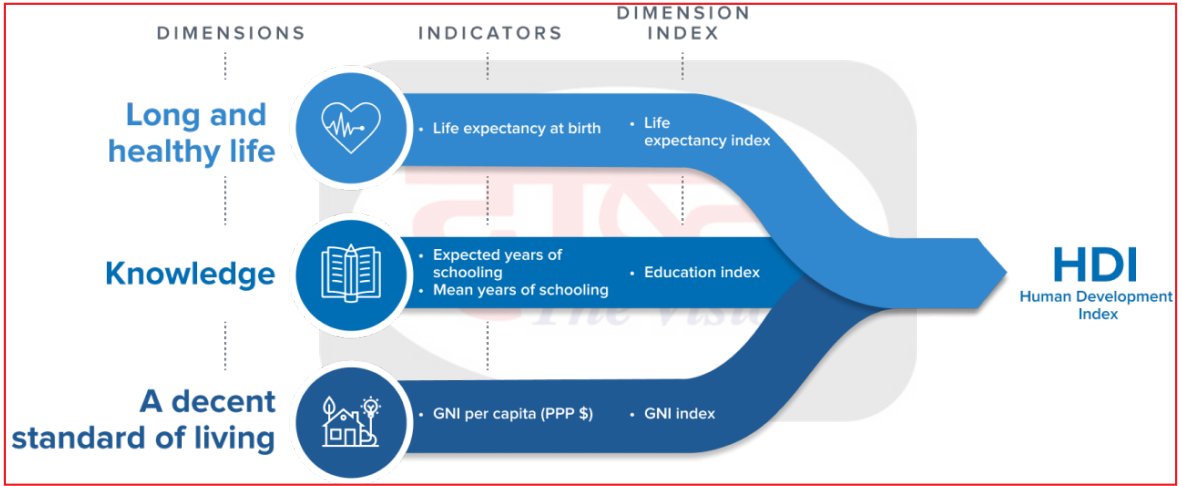 DIMENSIONS
INDICATORS
DIMENSION
INDEX
Long and
healthy life
• Life expectancy at birth
• Life
expectancy index
Knowledge
• Expected years of
schooling
• Mean years of schooling
• Education index
A decent
standard of living
• GNI per capita (PPP $)
• GNI index
HDI
Human Development
Index
The